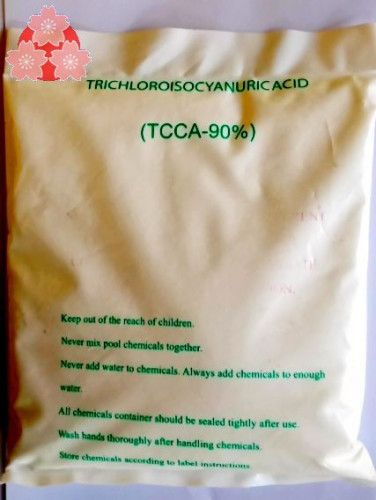 TRICHLOROISOCYANURIC ACID
(TCCA-90%)
Keep out of the reach of children.
Never mix pool chemicals together.
Never add water to chemicals. Always add chemicals to enough
water.
All chemicals container should be sealed tightly after use.
Wash hands thoroughly after handling chemicals.
Store chemicals according to label instructions